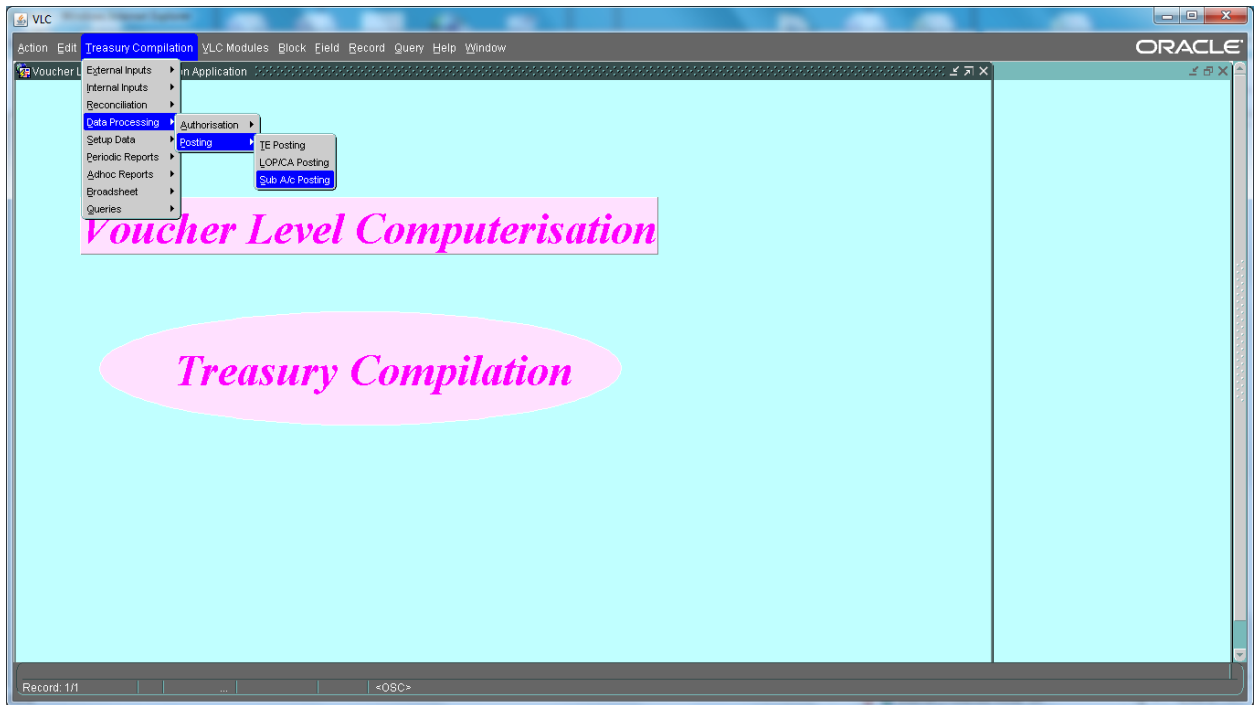 VLC
Action Edit Treasury Compilation VLC Modules Block Field Record Query Help Window
ORACLE
Voucher L
n Application
External Inputs
Internal Inputs
Reconciliation
Data Processing
Setup Data
Periodic Reports
Adhoc Reports
Broadsheet
Queries
Authorisation
Posting
TE Posting
LOP/CA Posting
Sub A/c Posting
Voucher Level Computerisation
Treasury Compilation
Record: 1/1
...
<OSC>